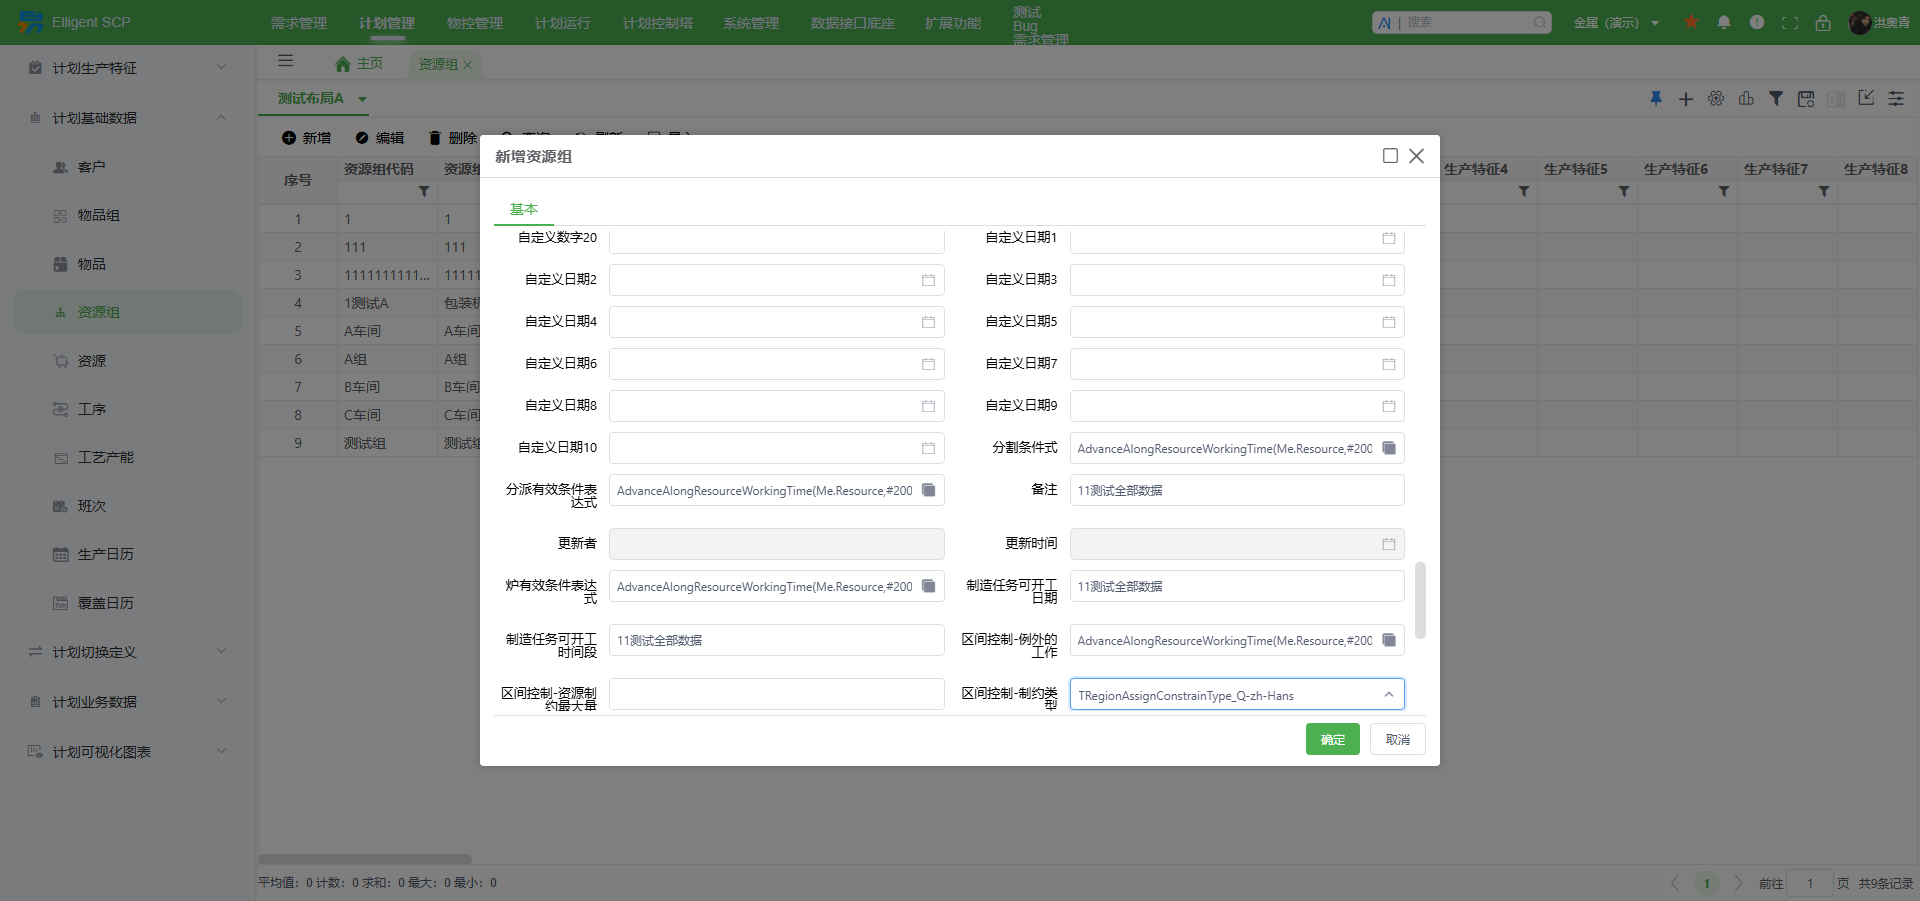 Elligent SCP
需求管理 计划管理 物控管理 计划运行 计划控制塔 系统管理 数据接口底座 扩展功能
测试
Bug
需求管理
搜索
金属（演示）
洪奥青
计划生产特征
计划基础数据
客户
物品组
物品
资源组
资源
工序
工艺产能
班次
生产日历
覆盖日历
计划切换定义
计划业务数据
计划可视化图表
主页 资源组
测试布局A
新增 编辑 删除
序号 资源组代码 生产特征4 生产特征5 生产特征6 生产特征7 生产特征8
1 1 1
2 111 111
3 1111111111... 11111
4 1测试A 包装机
5 A车间 A车间
6 A组 A组
7 B车间 B车间
8 C车间 C车间
9 测试组 测试组
新增资源组
基本
自定义数字20 自定义日期1
自定义日期2 自定义日期3
自定义日期4 自定义日期5
自定义日期6 自定义日期7
自定义日期8 自定义日期9
自定义日期10 分割条件式 AdvanceAlongResourceWorkingTime(Me.Resource,#200
分派有效条件表
达式 AdvanceAlongResourceWorkingTime(Me.Resource,#200 备注 11测试全部数据
更新者 更新时间
炉有效条件表达
式 AdvanceAlongResourceWorkingTime(Me.Resource,#200
制造任务可开工
日期 11测试全部数据
制造任务可开工
时间段 11测试全部数据
区间控制-例外的
工作 AdvanceAlongResourceWorkingTime(Me.Resource,#200
区间控制-资源制
约最大量
区间控制-制约类
型 TRegionAssignConstrainType_Q-zh-Hans
确定 取消
平均值：0 计数：0 求和：0 最大：0 最小：0
1 前往 1 页 共9条记录